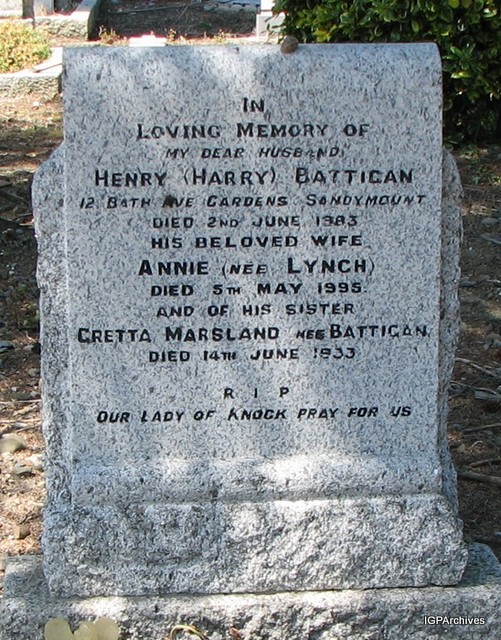 IN
LOVING MEMORY OF
MY DEAR HUSBAND,
HENRY (HARRY) BATTIGAN
12 BATH AVE GARDENS SANDYMOUNT
DIED 2ND JUNE 1983
HIS BELOVED WIFE
ANNIE (NEE LYNCH)
DIED 5TH MAY 1995.
AND OF HIS SISTER
GRETTA MARSLAND NEE BATTIGAN.
DIED 14TH JUNE
R I P
OUR LADY OF KNOCK PRAY FOR US
IGPArchives